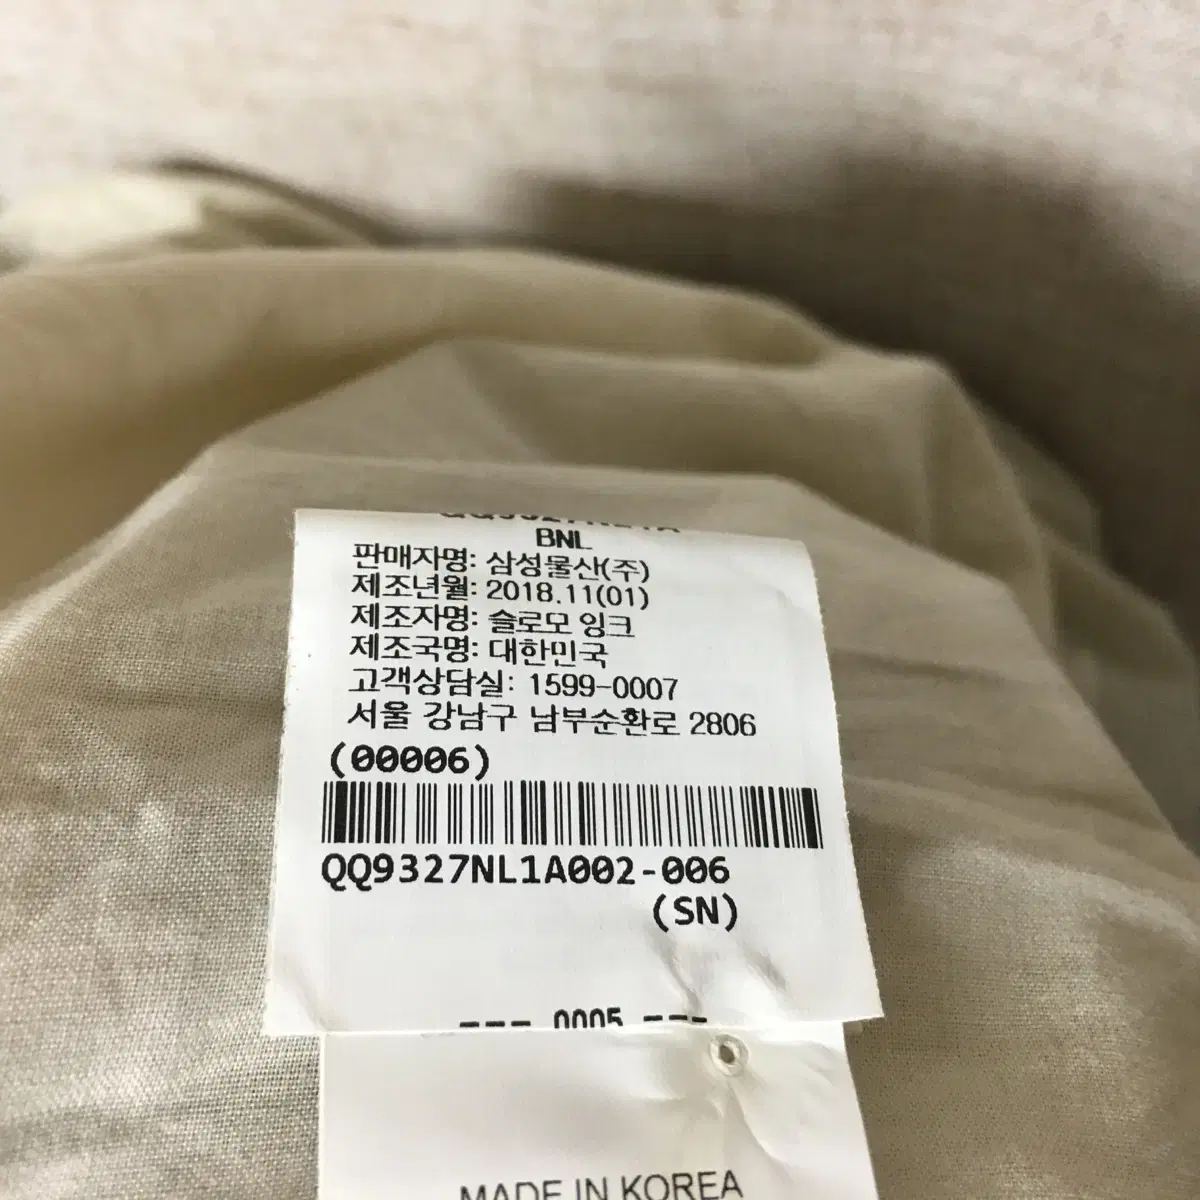 BNL
판매자명: 삼성물산(주)
제조년월: 2018.11(01)
제조자명: 슬로모 잉크
제조국명: 대한민국
고객상담실: 1599-0007
서울 강남구 남부순환로 2806
(00006)
QQ9327NL1A002-006
(SN)
--- 0005 ---
MADE IN KOREA